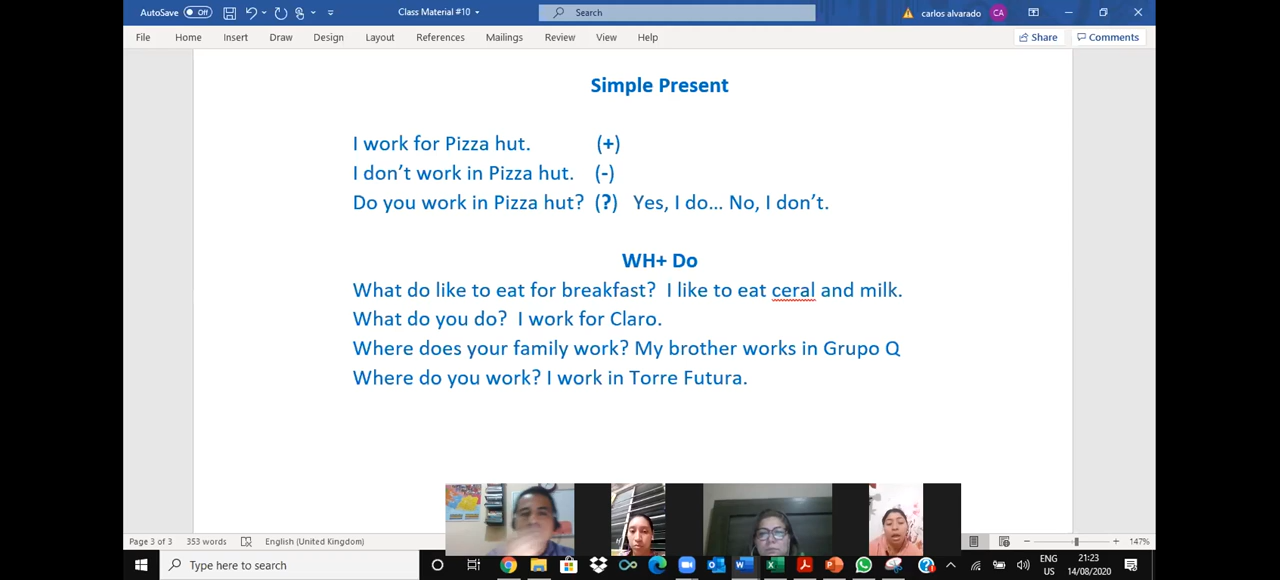 AutoSave Off Class Material #10 Search carlos alvarado CA
File Home Insert Draw Design Layout References Mailings Review View Help Share Comments
Simple Present
I work for Pizza hut. (+)
I don’t work in Pizza hut. (-)
Do you work in Pizza hut? (?) Yes, I do... No, I don’t.
WH+ Do
What do like to eat for breakfast? I like to eat ceral and milk.
What do you do? I work for Claro.
Where does your family work? My brother works in Grupo Q
Where do you work? I work in Torre Futura.
Page 3 of 3 353 words English (United Kingdom) 147%
Type here to search ENG US 21:23 14/08/2020